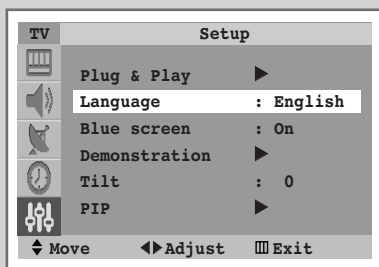 TV Setup
Plug & Play ▶
Language : English
Blue screen : On
Demonstration ▶
Tilt : 0
PIP ▶
Move Adjust Exit